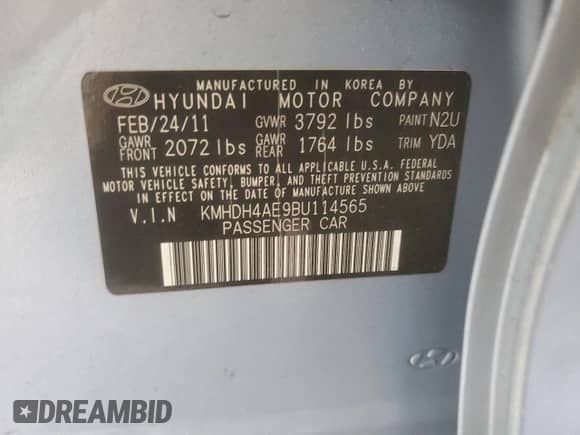 MANUFACTURED IN KOREA BY
HYUNDAI MOTOR COMPANY
FEB/24/11 GVWR 3792 lbs PAINT N2U
GAWR FRONT 2072 lbs GAWR REAR 1764 lbs TRIM YDA
THIS VEHICLE CONFORMS TO ALL APPLICABLE U.S.A. FEDERAL
MOTOR VEHICLE SAFETY, BUMPER, AND THEFT PREVENTION STANDARDS
IN EFFECT ON THE DATE OF MANUFACTURE SHOWN ABOVE.
V.I.N KMHDH4AE9BU114565
PASSENGER CAR
DREAMBID